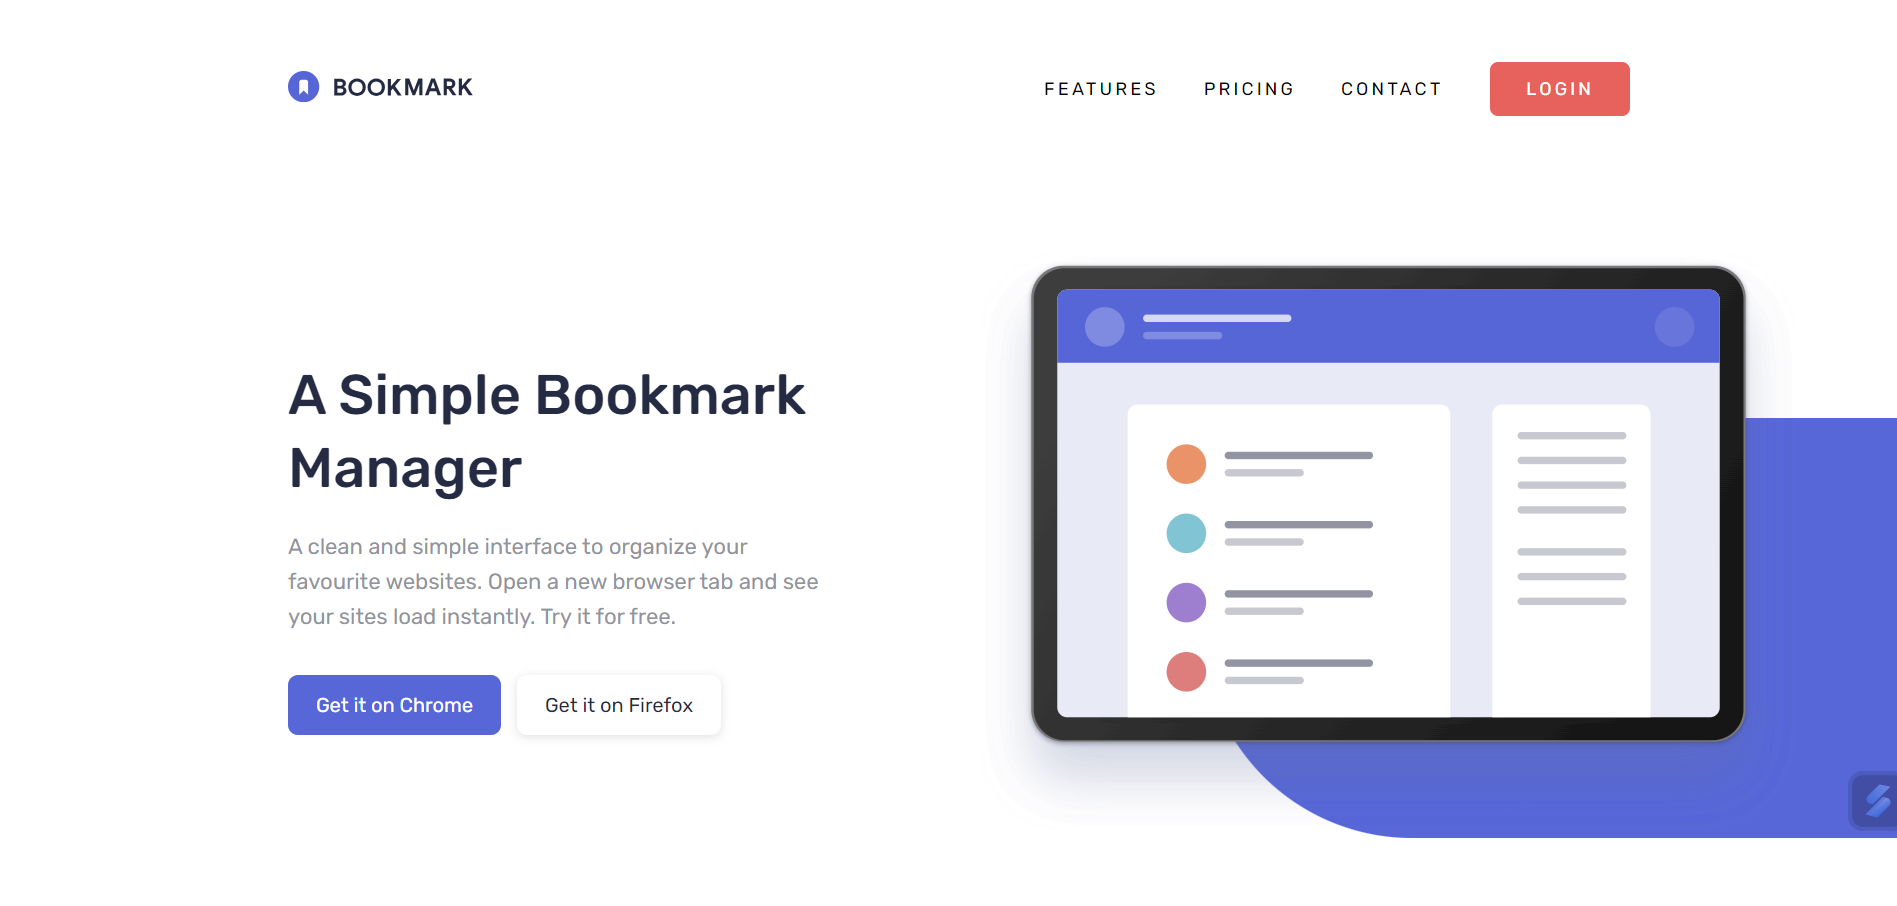 BOOKMARK
FEATURES PRICING CONTACT LOGIN
A Simple Bookmark
Manager
A clean and simple interface to organize your
favourite websites. Open a new browser tab and see
your sites load instantly. Try it for free.
Get it on Chrome Get it on Firefox